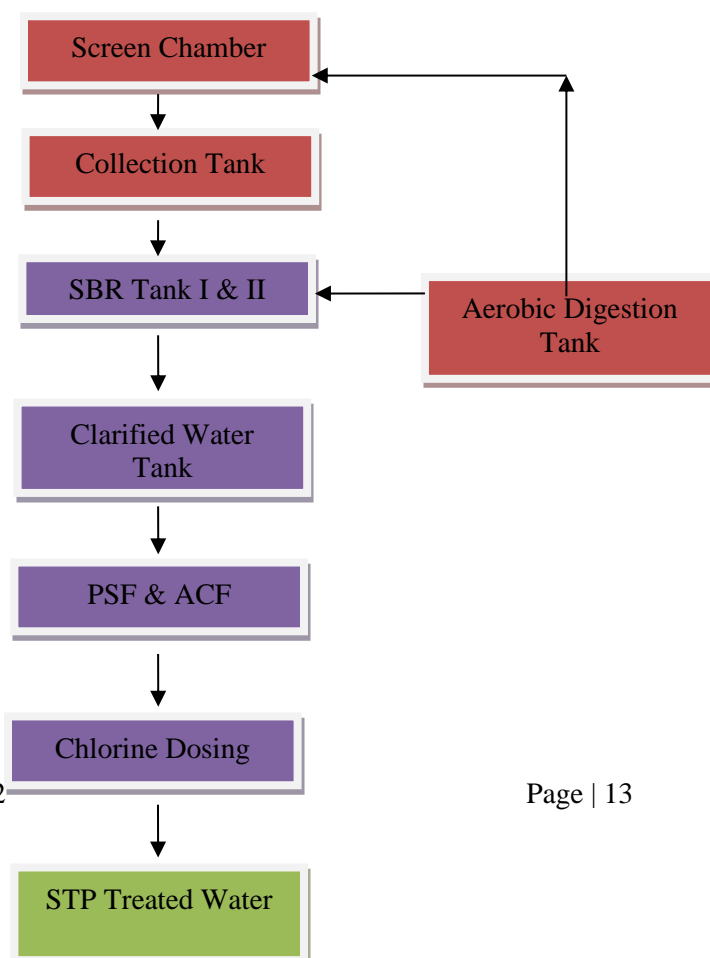 Screen Chamber
Collection Tank
SBR Tank I & II
Aerobic Digestion
Tank
Clarified Water
Tank
PSF & ACF
Chlorine Dosing
2
Page | 13
STP Treated Water